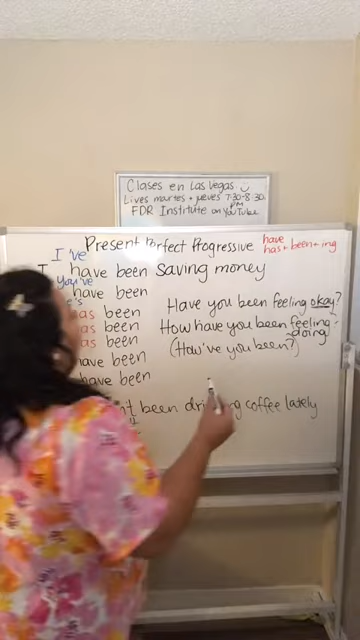 Clases en Las Vegas
Lives martes + jueves 7:30-8:30 pm
FDR Institute on YouTube
Present Perfect Progressive have
has + been + ing
I've
have been saving money
You've
have been
Have you been feeling okay?
been
How have you been feeling
been
doing
been
(How've you been?)
have been
have been
been drinking coffee lately